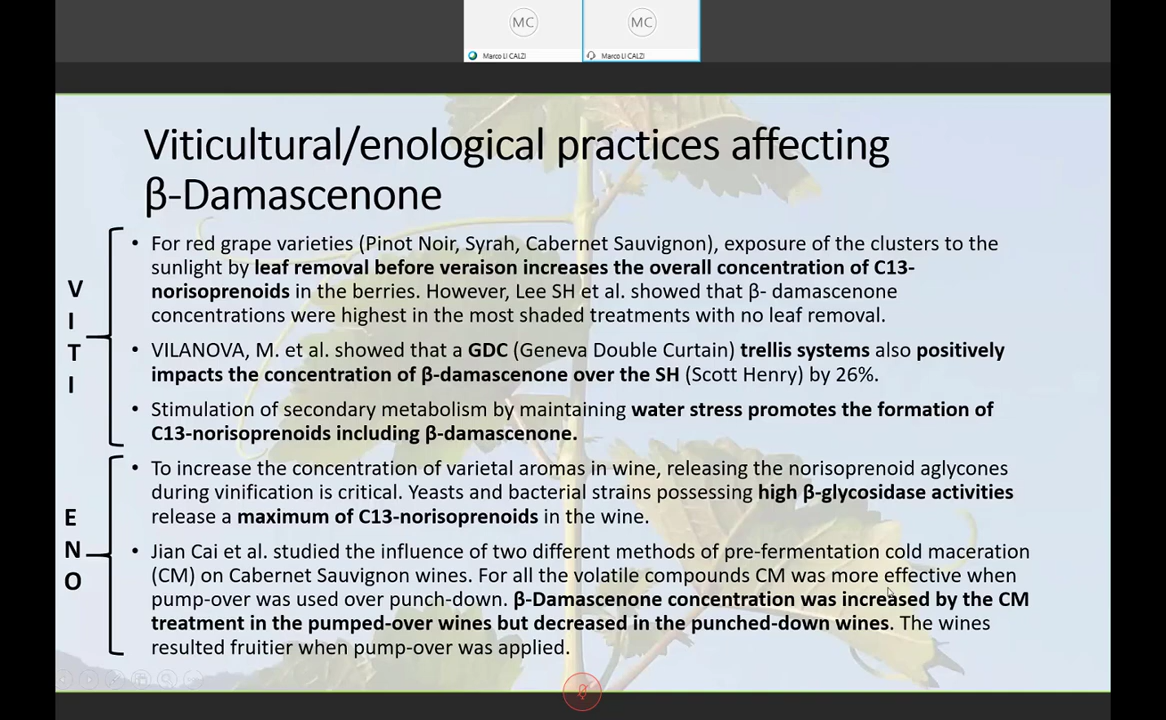 MC
MC
Marco LI CALZI
Marco LI CALZI
Viticultural/enological practices affecting
β-Damascenone
V
I
T
I
• For red grape varieties (Pinot Noir, Syrah, Cabernet Sauvignon), exposure of the clusters to the
sunlight by leaf removal before veraison increases the overall concentration of C13-
norisoprenoids in the berries. However, Lee SH et al. showed that β- damascenone
concentrations were highest in the most shaded treatments with no leaf removal.
• VILANOVA, M. et al. showed that a GDC (Geneva Double Curtain) trellis systems also positively
impacts the concentration of β-damascenone over the SH (Scott Henry) by 26%.
• Stimulation of secondary metabolism by maintaining water stress promotes the formation of
C13-norisoprenoids including β-damascenone.
E
N
O
• To increase the concentration of varietal aromas in wine, releasing the norisoprenoid aglycones
during vinification is critical. Yeasts and bacterial strains possessing high β-glycosidase activities
release a maximum of C13-norisoprenoids in the wine.
• Jian Cai et al. studied the influence of two different methods of pre-fermentation cold maceration
(CM) on Cabernet Sauvignon wines. For all the volatile compounds CM was more effective when
pump-over was used over punch-down. β-Damascenone concentration was increased by the CM
treatment in the pumped-over wines but decreased in the punched-down wines. The wines
resulted fruitier when pump-over was applied.